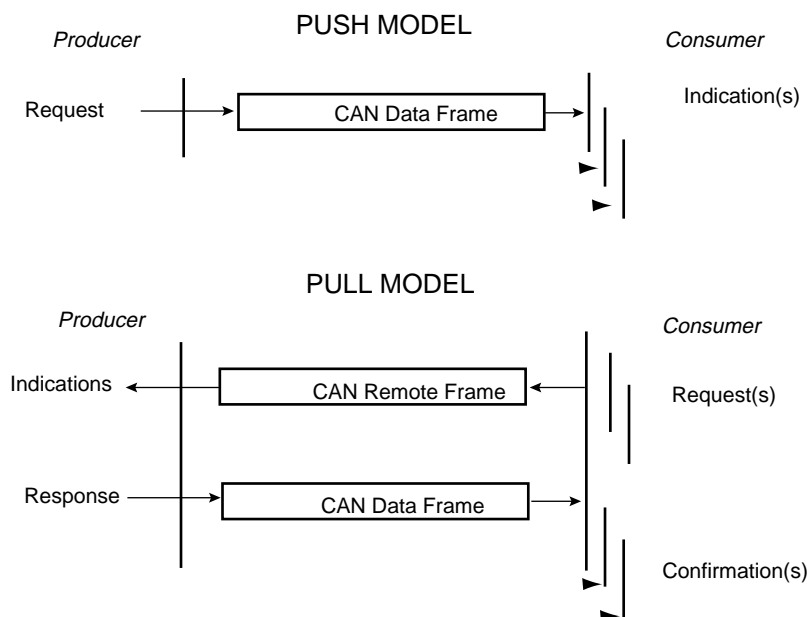 PUSH MODEL
Producer
Consumer
Request
CAN Data Frame
Indication(s)
PULL MODEL
Producer
Consumer
Indications
CAN Remote Frame
Request(s)
Response
CAN Data Frame
Confirmation(s)